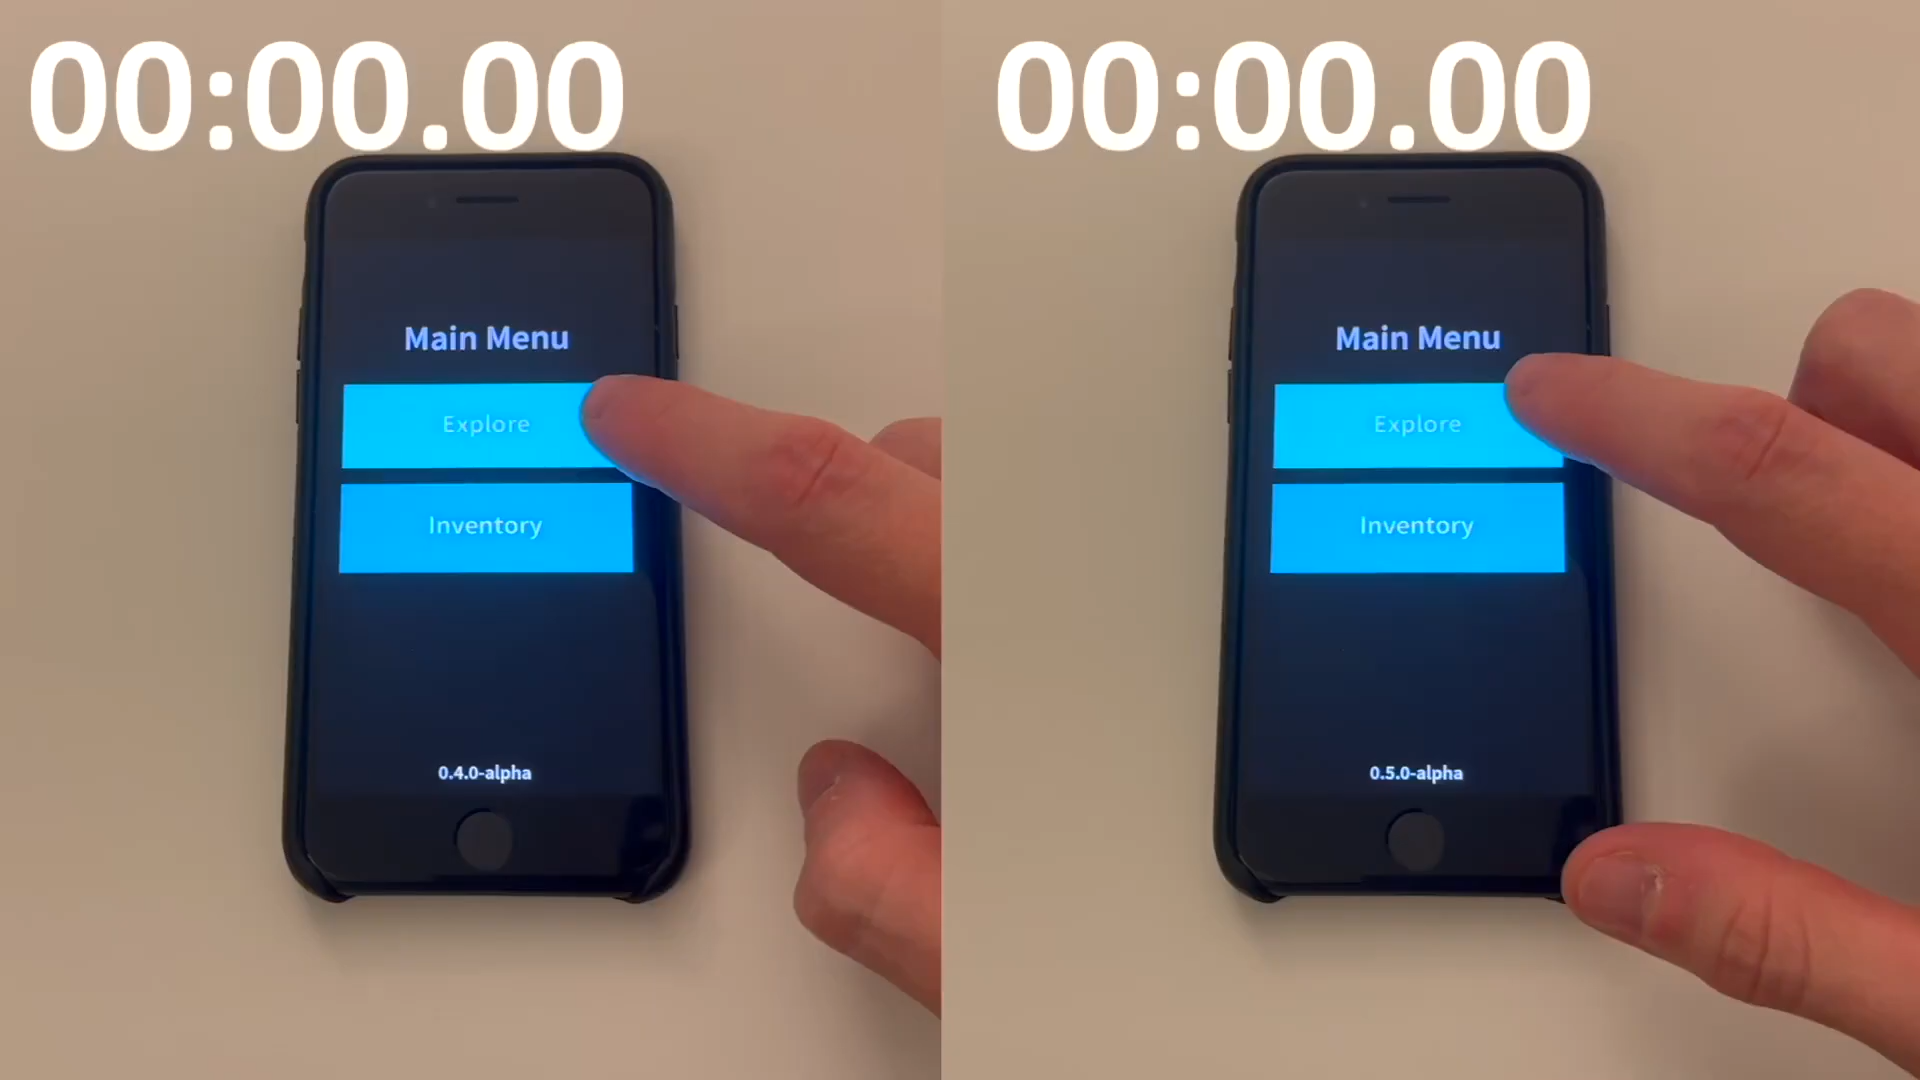 00:00.00
Main Menu
Explore
Inventory
0.4.0-alpha
00:00.00
Main Menu
Explore
Inventory
0.5.0-alpha